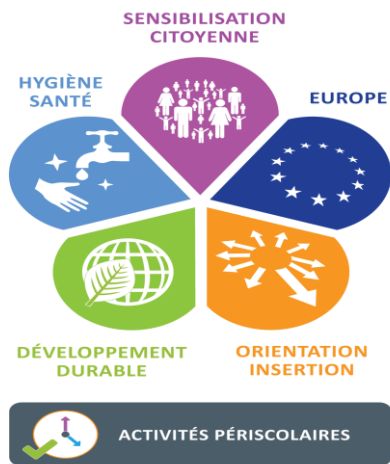 SENSIBILISATION
CITOYENNE
HYGIÈNE
SANTÉ
EUROPE
DÉVELOPPEMENT
DURABLE
ORIENTATION
INSERTION
ACTIVITÉS PÉRISCOLAIRES